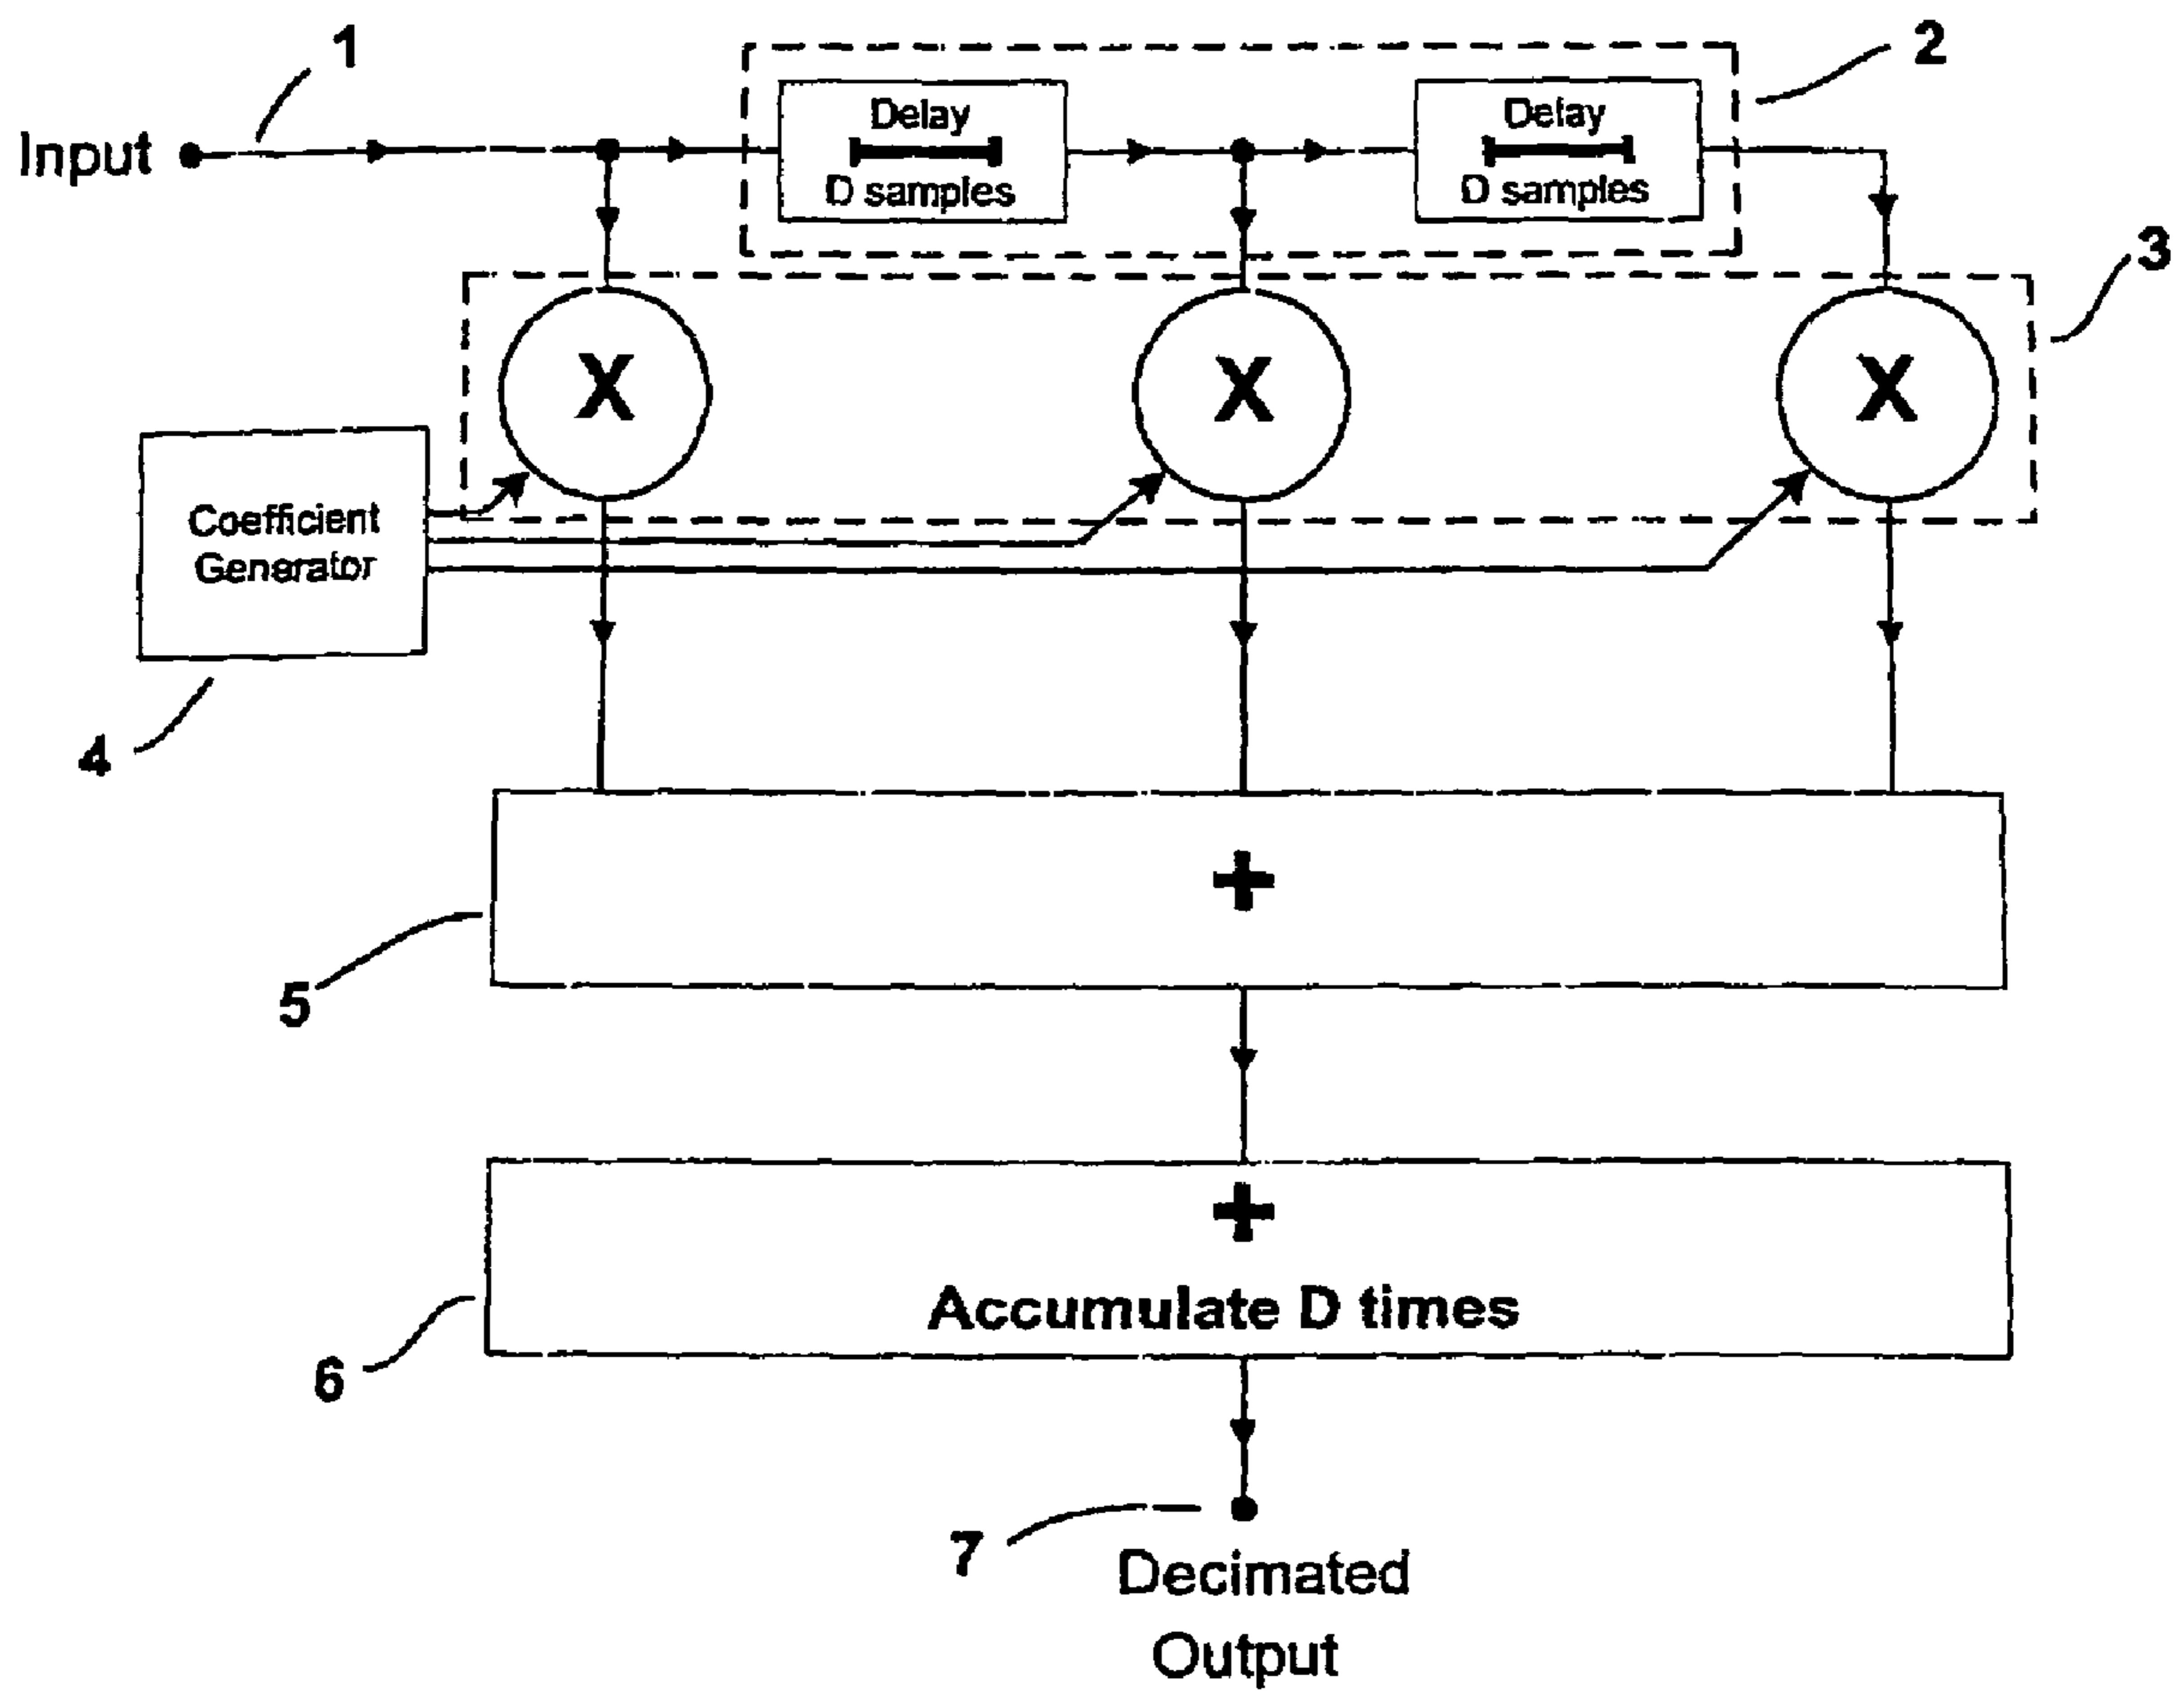 1
2
Input
Delay
D samples
Delay
D samples
3
X
X
X
Coefficient
Generator
4
+
5
+
Accumulate D times
6
7
Decimated
Output